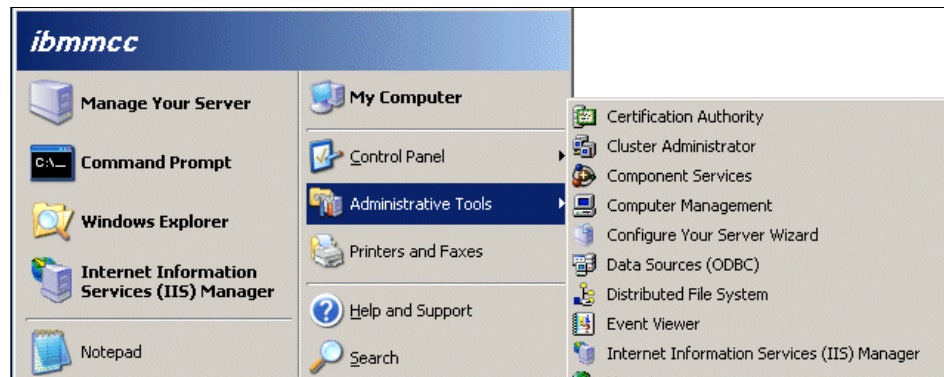 ibmmcc
Manage Your Server
Command Prompt
Windows Explorer
Internet Information
Services (IIS) Manager
Notepad
My Computer
Control Panel
Administrative Tools
Printers and Faxes
Help and Support
Search
Certification Authority
Cluster Administrator
Component Services
Computer Management
Configure Your Server Wizard
Data Sources (ODBC)
Distributed File System
Event Viewer
Internet Information Services (IIS) Manager